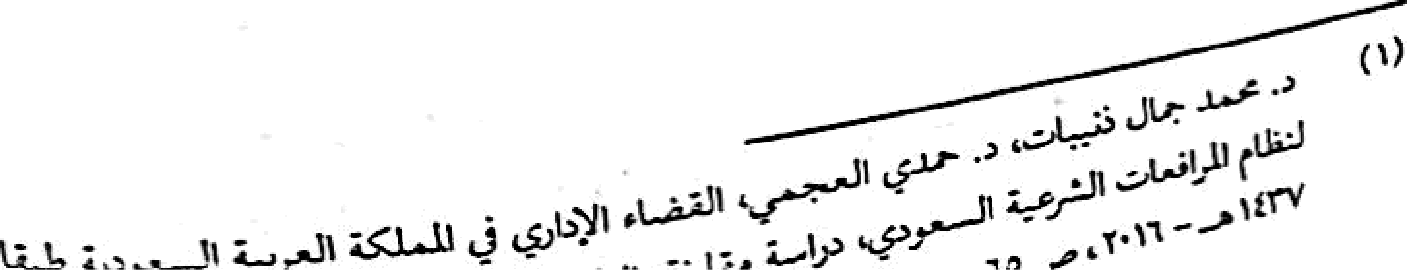 (١) د. محمد جمال ذنيبات، د. حمدي العجمي، القضاء الإداري في المملكة العربية السعودية طبقا
لنظام المرافعات الشرعية السعودي، دراسة
١٤٣٧هـ - ٢٠١٦، ص ٦٥